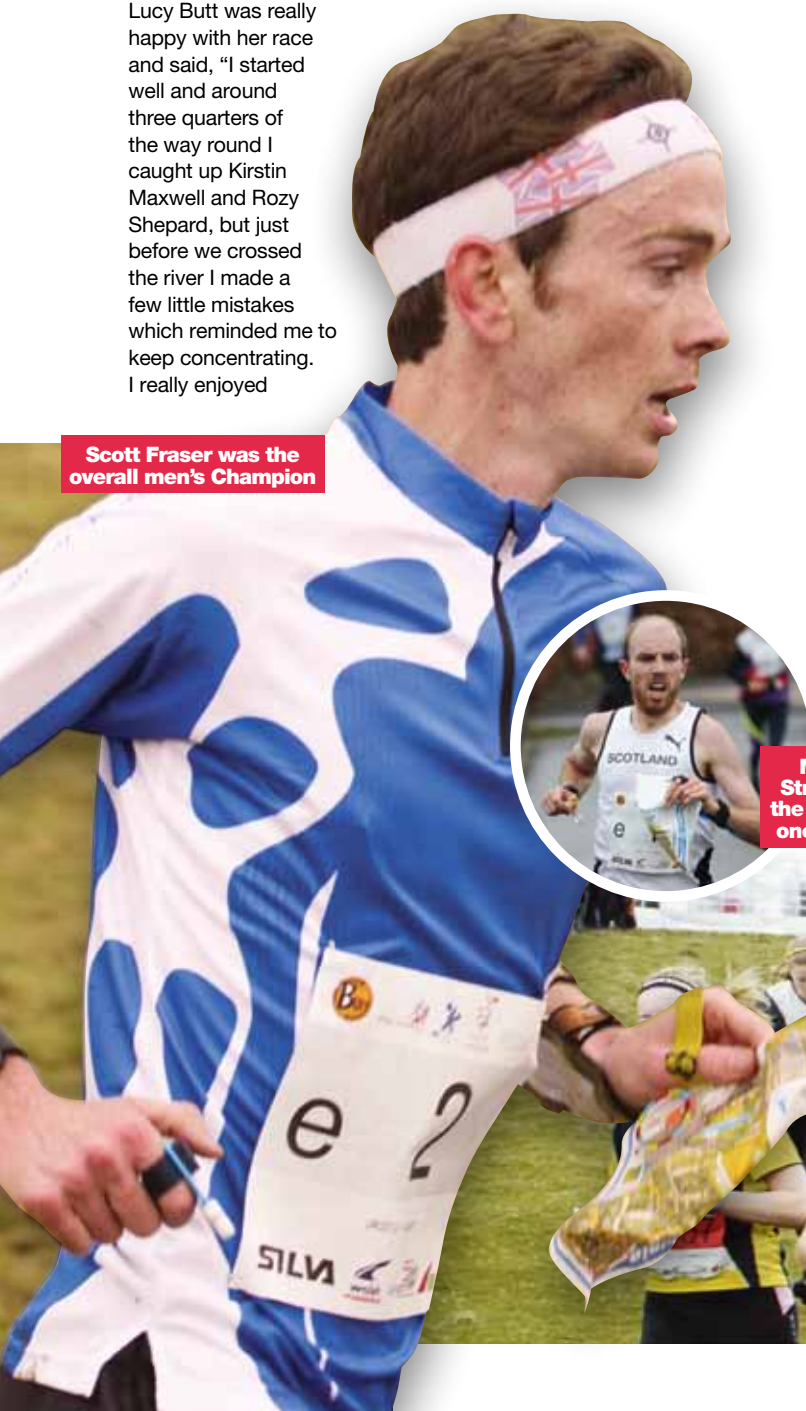 Lucy Butt was really
happy with her race
and said, “I started
well and around
three quarters of
the way round I
caught up Kirstin
Maxwell and Rozy
Shepard, but just
before we crossed
the river I made a
few little mistakes
which reminded me to
keep concentrating.
I really enjoyed
Scott Fraser was the
overall men’s Champion
SCOTLAND
e
the
e 2
SILVA